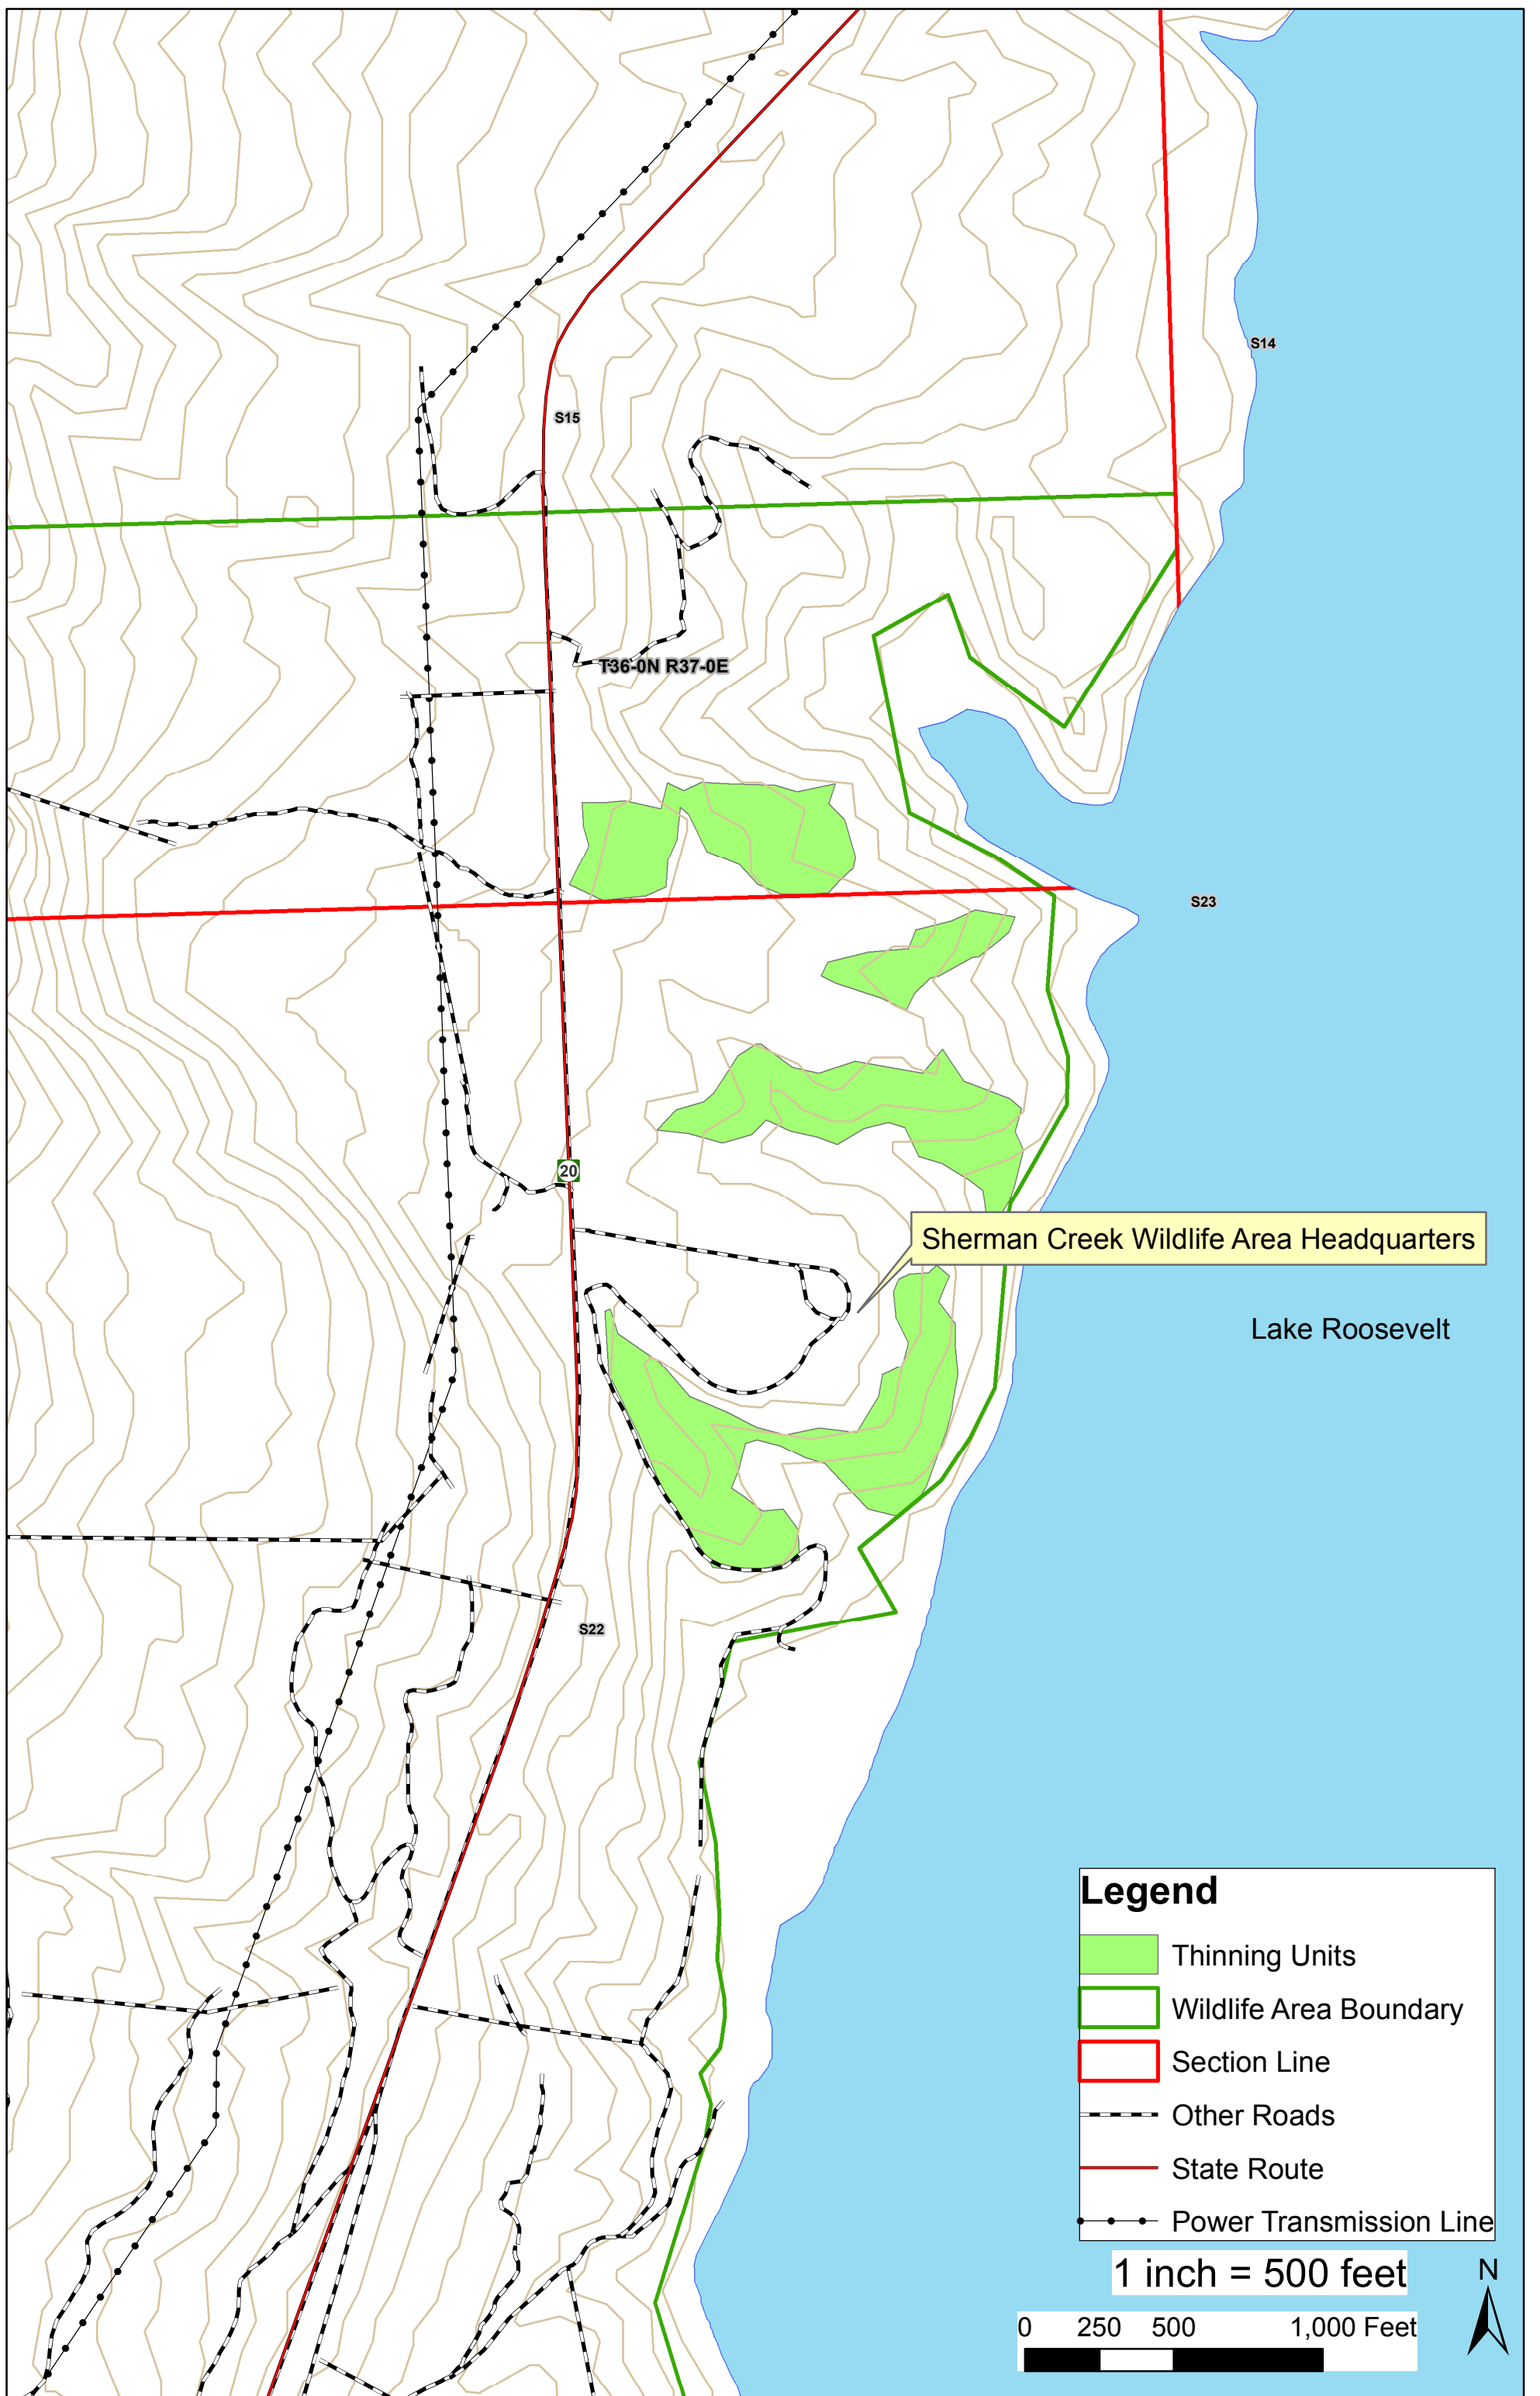 S14
S15
T36-0N R37-0E
S23
20
Sherman Creek Wildlife Area Headquarters
Lake Roosevelt
S22
Legend
Thinning Units
Wildlife Area Boundary
Section Line
Other Roads
State Route
Power Transmission Line
1 inch = 500 feet
N
0 250 500 1,000 Feet